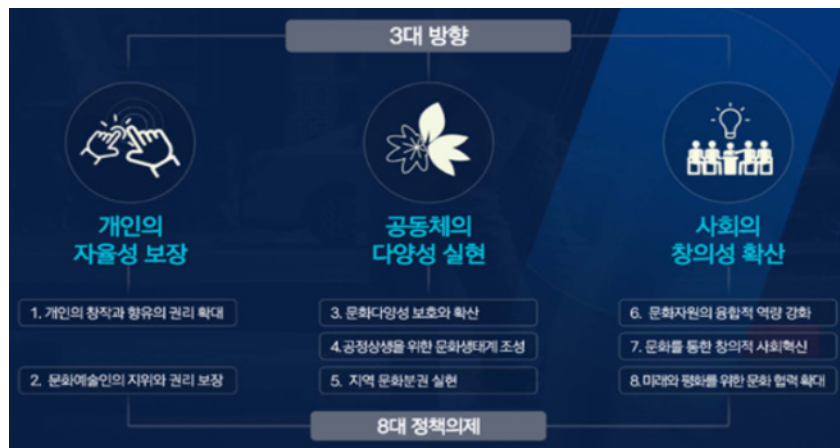 3대 방향
개인의
자율성 보장
공동체의
다양성 실현
사회의
창의성 확산
1. 개인의 창작과 향유의 권리 확대
2. 문화예술인의 지위와 권리 보장
3. 문화다양성 보호와 확산
4.공정상생을 위한 문화생태계 조성
5. 지역 문화분권 실현
6. 문화자원의 융합적 역량 강화
7. 문화를 통한 창의적 사회혁신
8.미래와 평화를 위한 문화 협력 확대
8대 정책의제